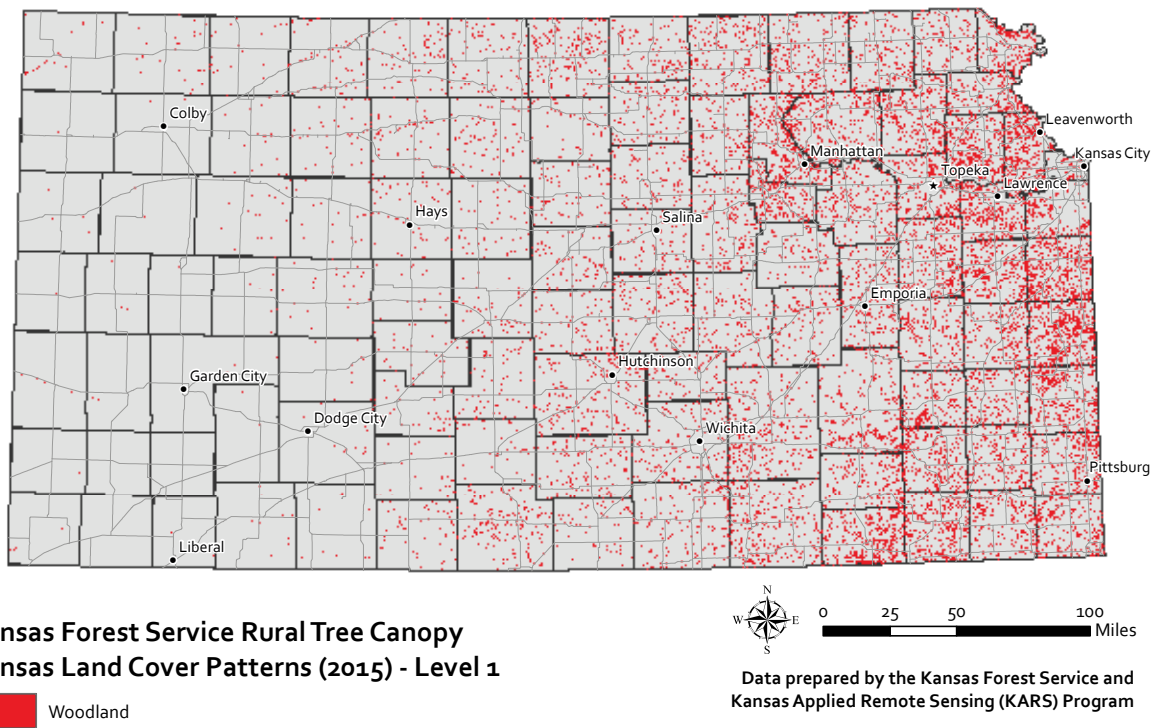 Colby
Leavenworth
Manhattan
Kansas City
Topeka
Lawrence
Hays
Salina
Emporia
Hutchinson
Garden City
Dodge City
Wichita
Pittsburg
Liberal
N
W E
S
0 25 50 100
Miles
nsas Forest Service Rural Tree Canopy
nsas Land Cover Patterns (2015) - Level 1
Woodland
Data prepared by the Kansas Forest Service and
Kansas Applied Remote Sensing (KARS) Program